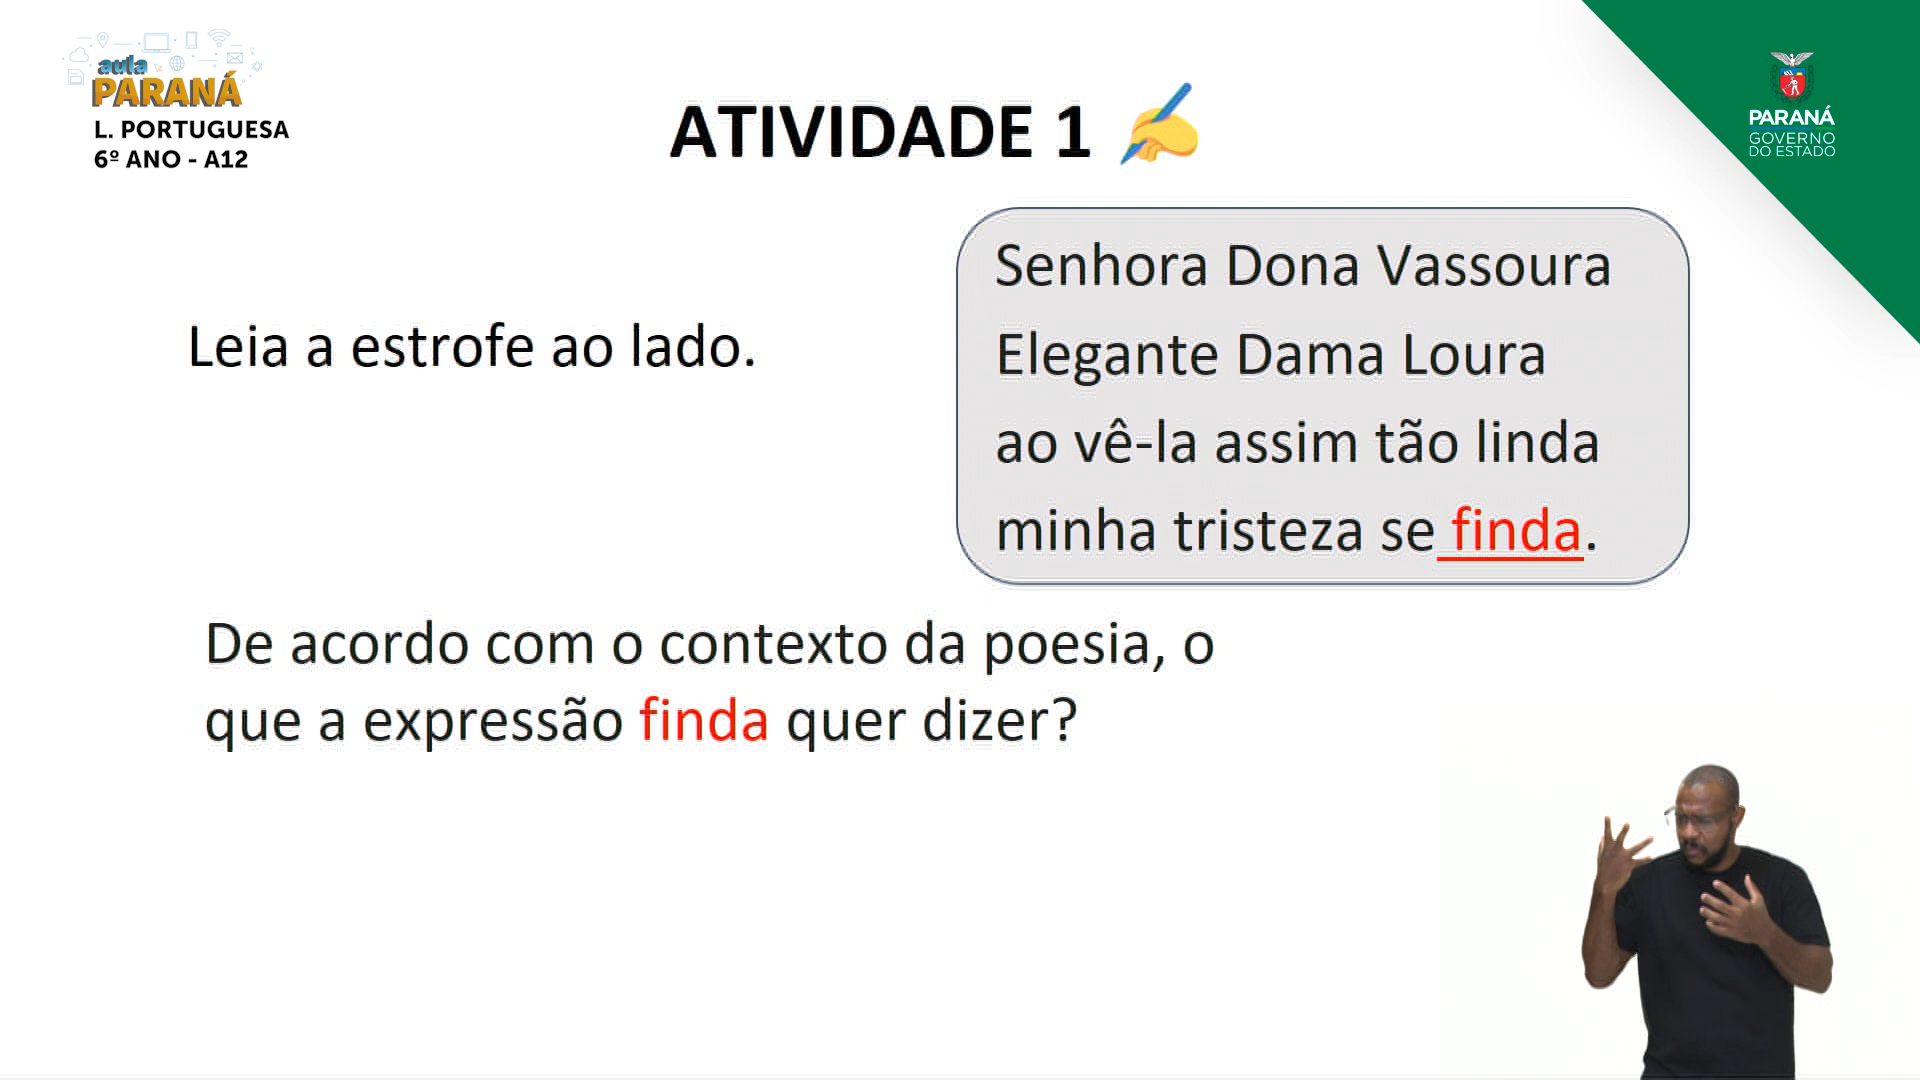 aula
PARANÁ
L. PORTUGUESA
6º ANO - A12
ATIVIDADE 1
PARANÁ
GOVERNO
DO ESTADO
Leia a estrofe ao lado.
Senhora Dona Vassoura
Elegante Dama Loura
ao vê-la assim tão linda
minha tristeza se finda.
De acordo com o contexto da poesia, o
que a expressão finda quer dizer?